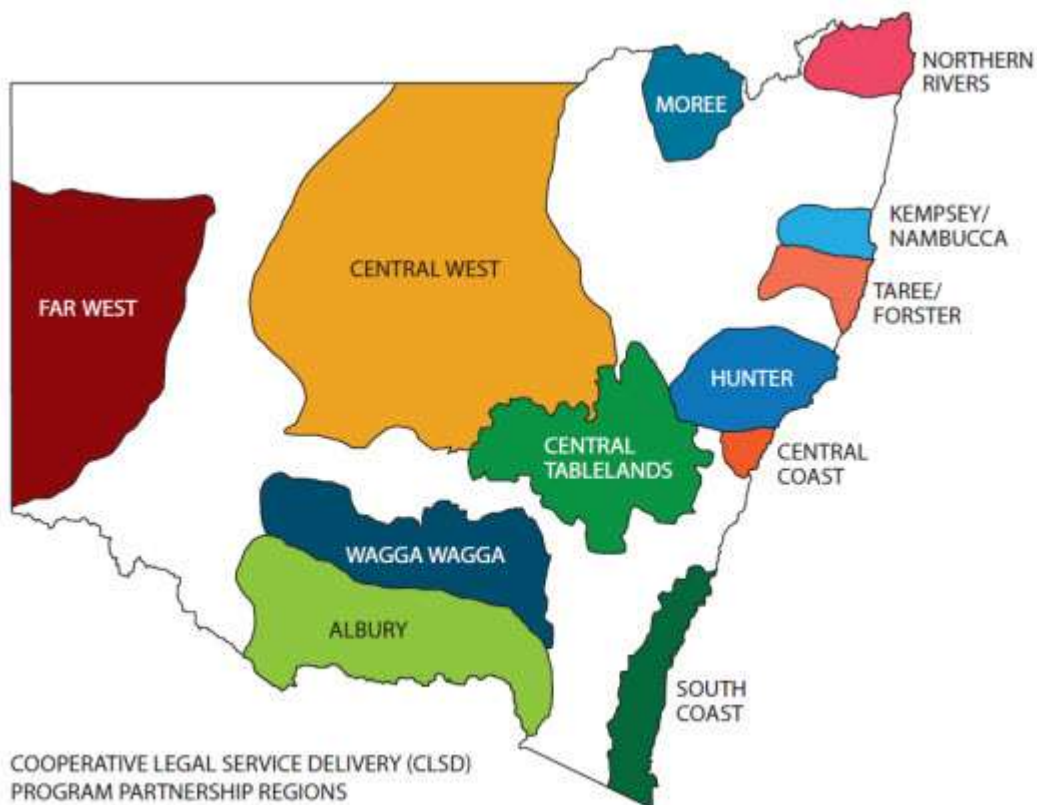 NORTHERN
RIVERS
MOREE
KEMPSEY/
NAMBUCCA
CENTRAL WEST
TAREE/
FORSTER
FAR WEST
HUNTER
CENTRAL
TABLELANDS
CENTRAL
COAST
WAGGA WAGGA
ALBURY
SOUTH
COAST
COOPERATIVE LEGAL SERVICE DELIVERY (CLSD)
PROGRAM PARTNERSHIP REGIONS